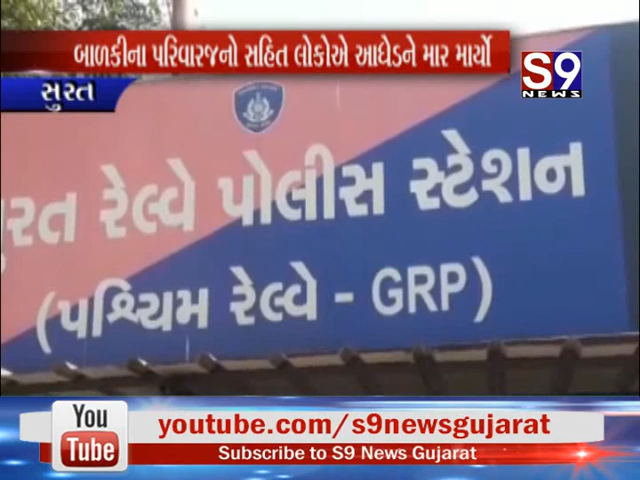 બાળકીના પરિવારજનો સહિત લોકોએ આધેડને માર માર્યો
S9
NEWS
સુરત
સુરત રેલ્વે પોલીસ સ્ટેશન
(પશ્ચિમ રેલ્વે - GRP)
You
Tube
youtube.com/s9newsgujarat
Subscribe to S9 News Gujarat